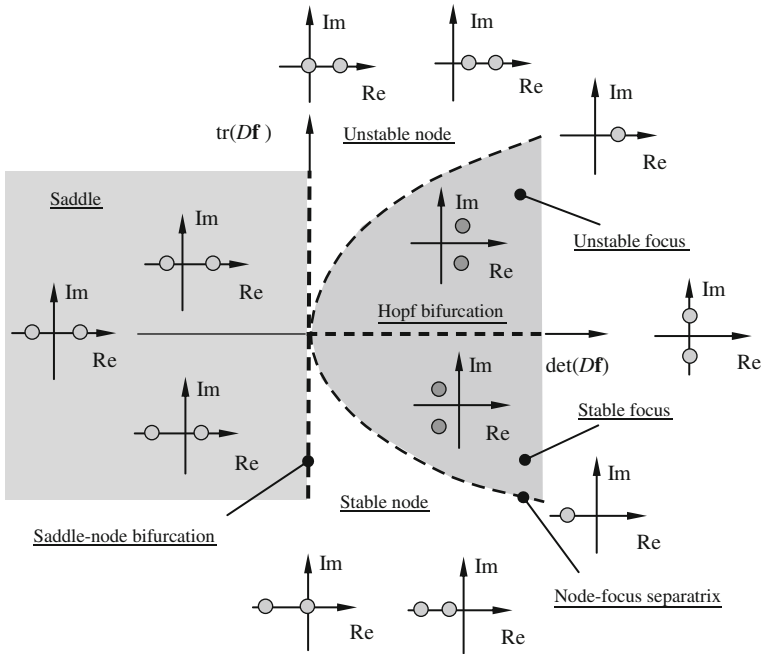 Im
Im
Re
Re
Im
tr(Df )
Unstable node
Re
Saddle
Im
Im
Unstable focus
Re
Im
Re
Hopf bifurcation
Im
Re
det(Df)
Re
Im
Im
Re
Stable focus
Re
Im
Stable node
Saddle-node bifurcation
Re
Im
Im
Node-focus separatrix
Re
Re